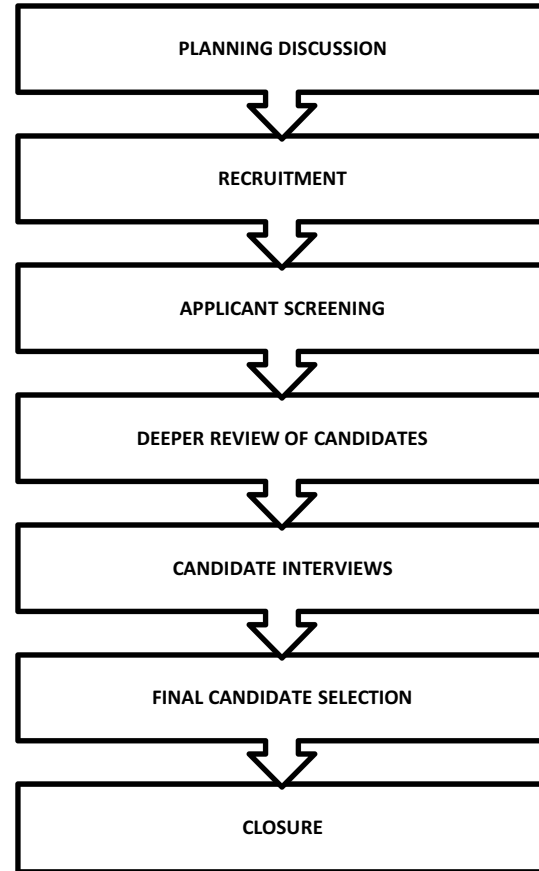 PLANNING DISCUSSION
RECRUITMENT
APPLICANT SCREENING
DEEPER REVIEW OF CANDIDATES
CANDIDATE INTERVIEWS
FINAL CANDIDATE SELECTION
CLOSURE